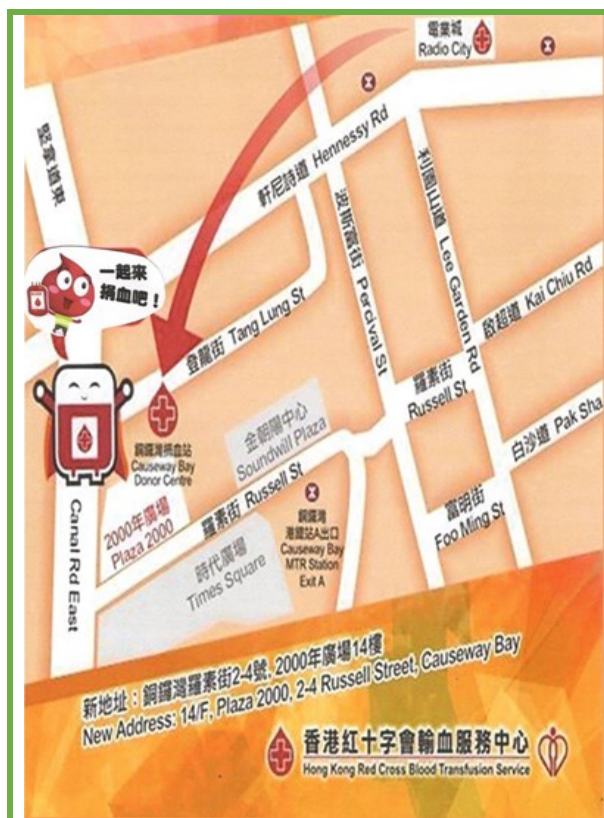 電業城
Radio City
堅拿道東
軒尼詩道 Hennessy Rd
波斯富街 Percival St
利園山道 Lee Garden Rd
啟超道 Kai Chiu Rd
一起來
捐血吧！
登龍街 Tang Lung St
羅素街
Russell St
白沙道 Pak Sha
金朝陽中心
Soundwill Plaza
銅鑼灣捐血站
Causeway Bay
Donor Centre
富明街
Foo Ming St
2000年廣場
Plaza 2000
羅素街 Russell St
銅鑼灣
港鐵站A出口
Causeway Bay
MTR Station
Exit A
時代廣場
Times Square
Canal Rd East
新地址：銅鑼灣羅素街2-4號, 2000年廣場14樓
New Address: 14/F, Plaza 2000, 2-4 Russell Street, Causeway Bay
香港紅十字會輸血服務中心
Hong Kong Red Cross Blood Transfusion Service